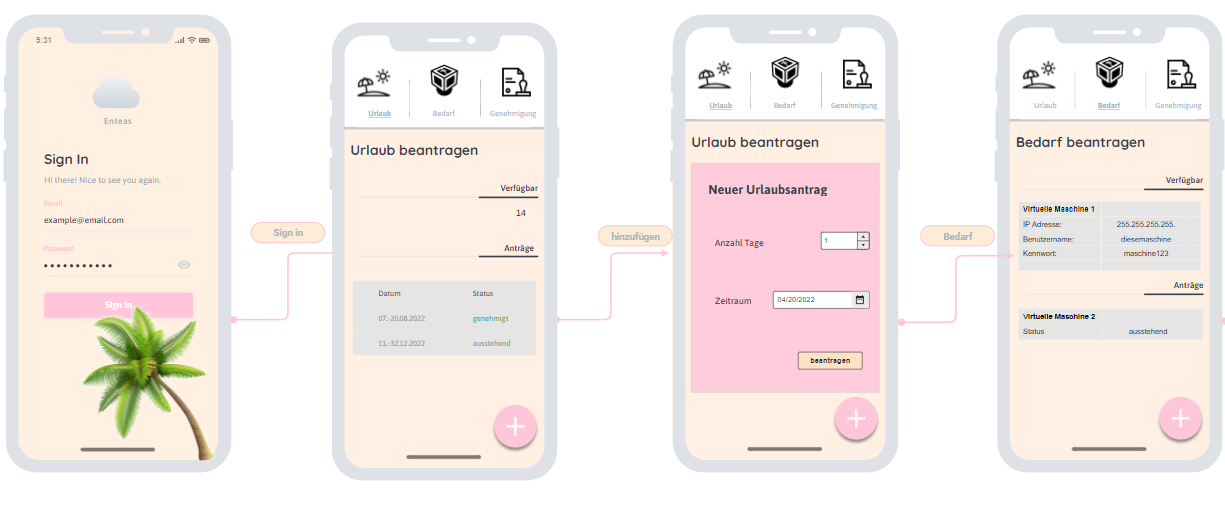 9:31
Enteas
Sign In
Hi there! Nice to see you again.
Email
example@email.com
Password
Sign In
Sign in
Urlaub
Bedarf
Genehmigung
Urlaub beantragen
Verfügbar
14
Anträge
Datum Status
07.-20.08.2022 genehmigt
11.-32.12.2022 ausstehend
hinzufügen
Urlaub
Bedarf
Genehmigung
Urlaub beantragen
Neuer Urlaubsantrag
Anzahl Tage 1
Zeitraum 04/20/2022
beantragen
Bedarf
Urlaub
Bedarf
Genehmigung
Bedarf beantragen
Verfügbar
Virtuelle Maschine 1
IP Adresse: 255.255.255.255.
Benutzername: diesemaschine
Kennwort: maschine123
Anträge
Virtuelle Maschine 2
Status ausstehend